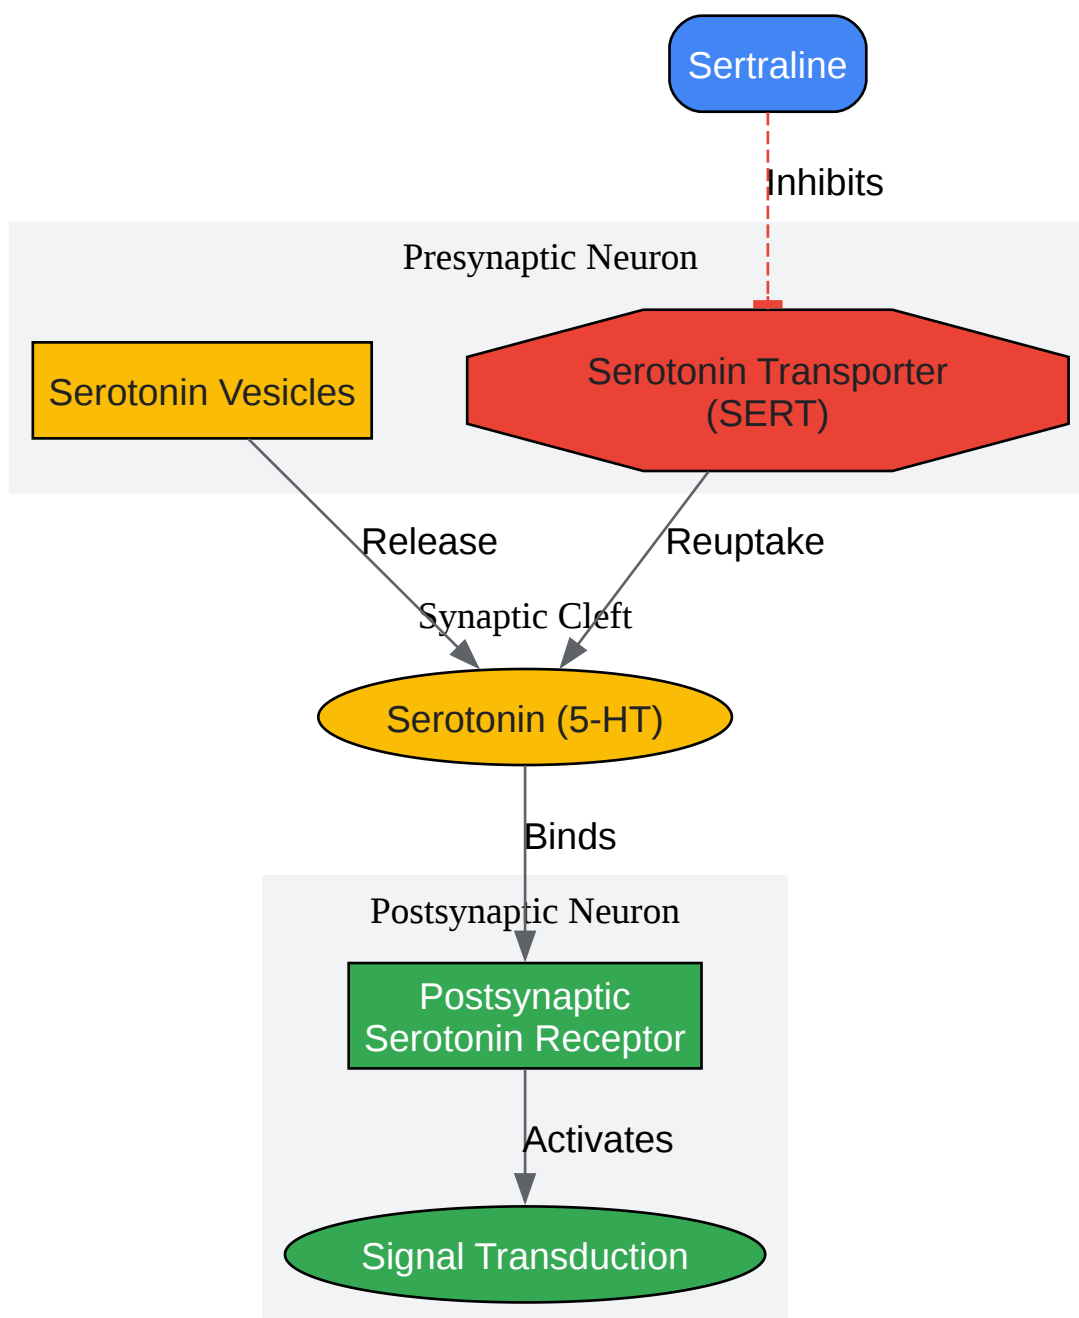 Sertraline
Inhibits
Presynaptic Neuron
Serotonin Vesicles
Serotonin Transporter
(SERT)
Release
Reuptake
Synaptic Cleft
Serotonin (5-HT)
Binds
Postsynaptic Neuron
Postsynaptic
Serotonin Receptor
Activates
Signal Transduction